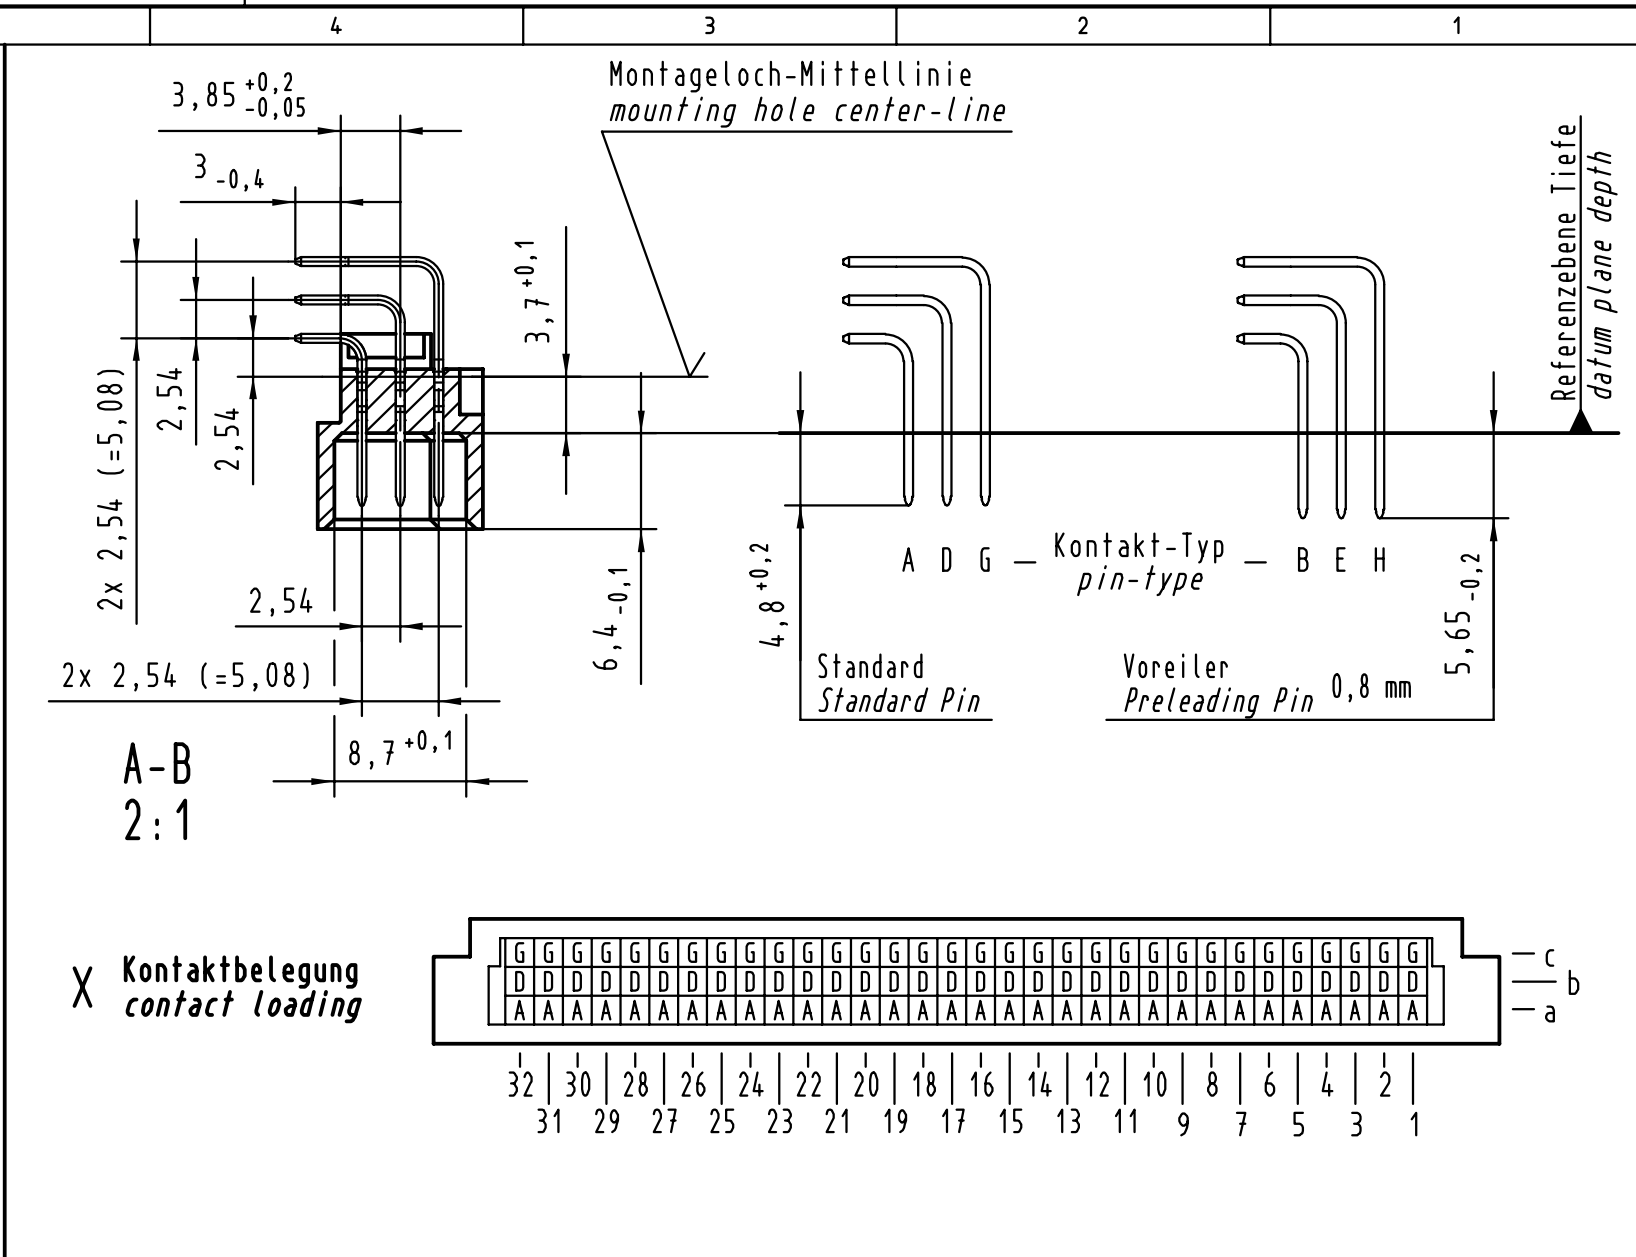 4 3 2 1
3,85 +0,2 -0,05
3 -0,4
Montageloch-Mittellinie
mounting hole center-line
3,7 +0,1
Referenzebene Tiefe
datum plane depth
2x 2,54 (=5,08)
2,54
2,54
2,54
2x 2,54 (=5,08)
8,7 +0,1
6,4 -0,1
4,8 +0,2
A D G — Kontakt-Typ — B E H
pin-type
5,65 -0,2
Standard
Standard Pin
Voreiler
Preleading Pin 0,8 mm
A-B
2:1
X Kontaktbelegung
contact loading
G G G G G G G G G G G G G G G G G G G G G G G G G G G G G G G G — c
D D D D D D D D D D D D D D D D D D D D D D D D D D D D D D D D — b
A A A A A A A A A A A A A A A A A A A A A A A A A A A A A A A A — a
32 30 28 26 24 22 20 18 16 14 12 10 8 6 4 2
31 29 27 25 23 21 19 17 15 13 11 9 7 5 3 1